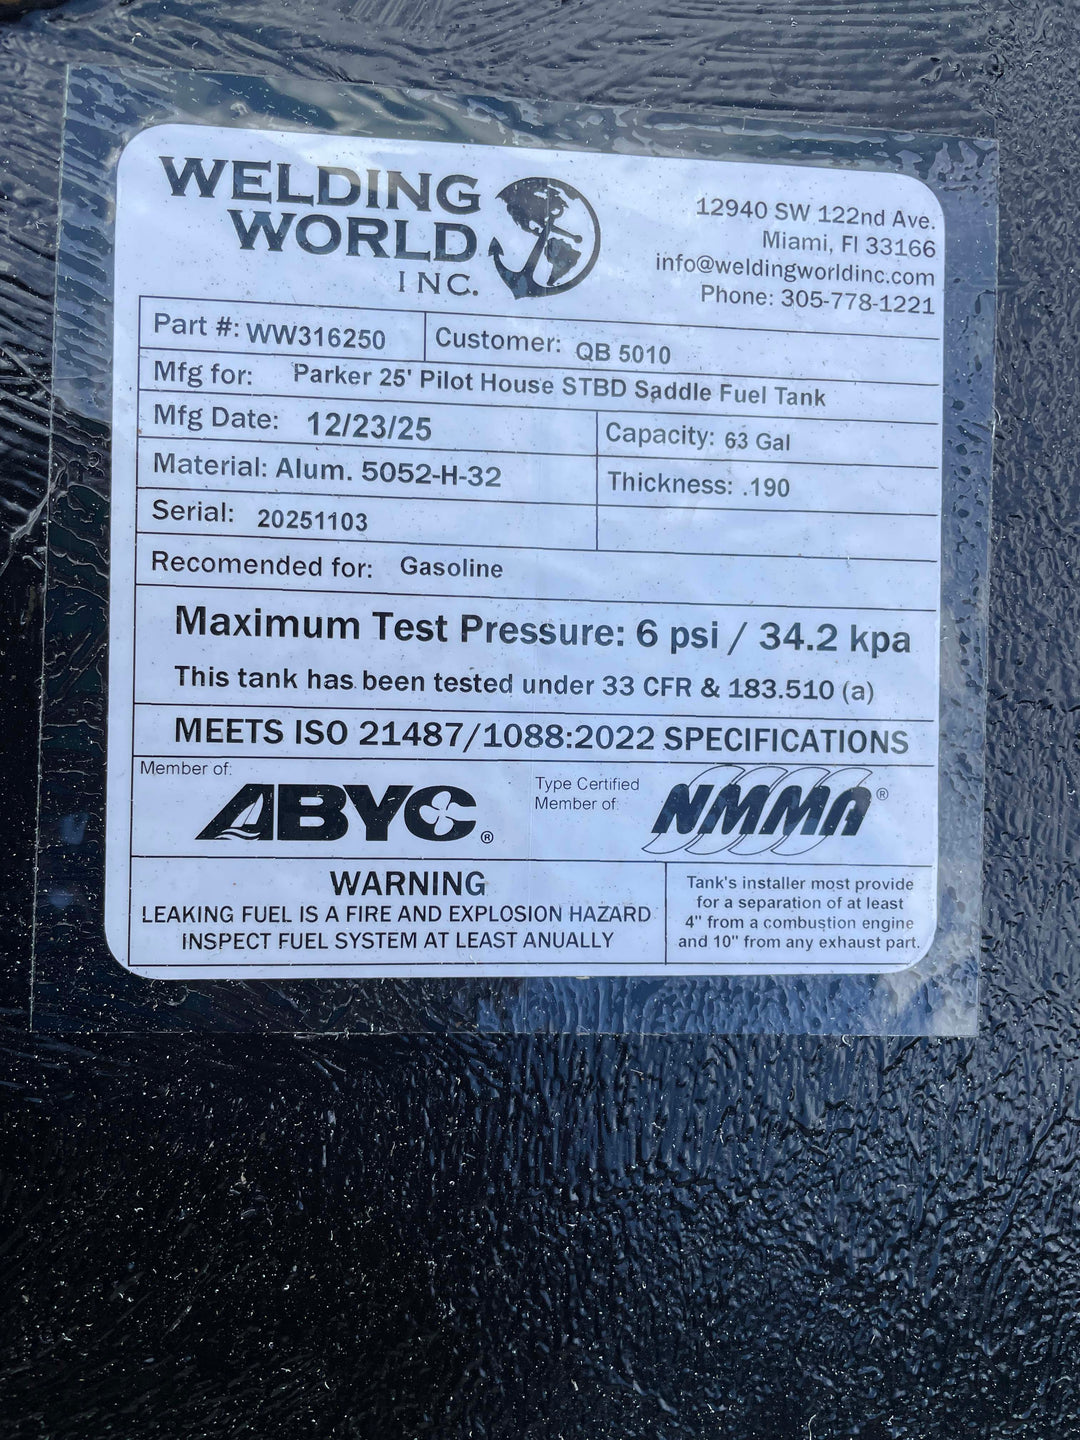 WELDING
WORLD
INC.
12940 SW 122nd Ave.
Miami, Fl 33166
info@weldingworldinc.com
Phone: 305-778-1221
Part #: WW316250
Customer: QB 5010
Mfg for: Parker 25' Pilot House STBD Saddle Fuel Tank
Mfg Date: 12/23/25
Capacity: 63 Gal
Material: Alum. 5052-H-32
Thickness: .190
Serial: 20251103
Recomended for: Gasoline
Maximum Test Pressure: 6 psi / 34.2 kpa
This tank has been tested under 33 CFR & 183.510 (a)
MEETS ISO 21487/1088:2022 SPECIFICATIONS
Member of:
ABYC®
Type Certified
Member of:
NMMA®
WARNING
LEAKING FUEL IS A FIRE AND EXPLOSION HAZARD
INSPECT FUEL SYSTEM AT LEAST ANUALLY
Tank's installer most provide
for a separation of at least
4" from a combustion engine
and 10" from any exhaust part.